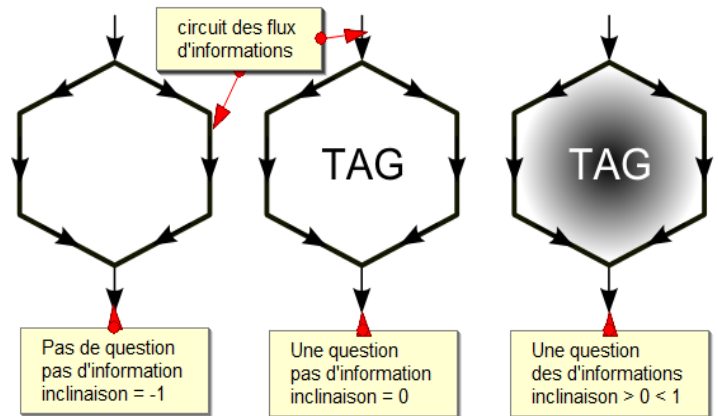 circuit des flux
d'informations
TAG
TAG
Pas de question
pas d'information
inclinaison = -1
Une question
pas d'information
inclinaison = 0
Une question
des d'informations
inclinaison > 0 < 1